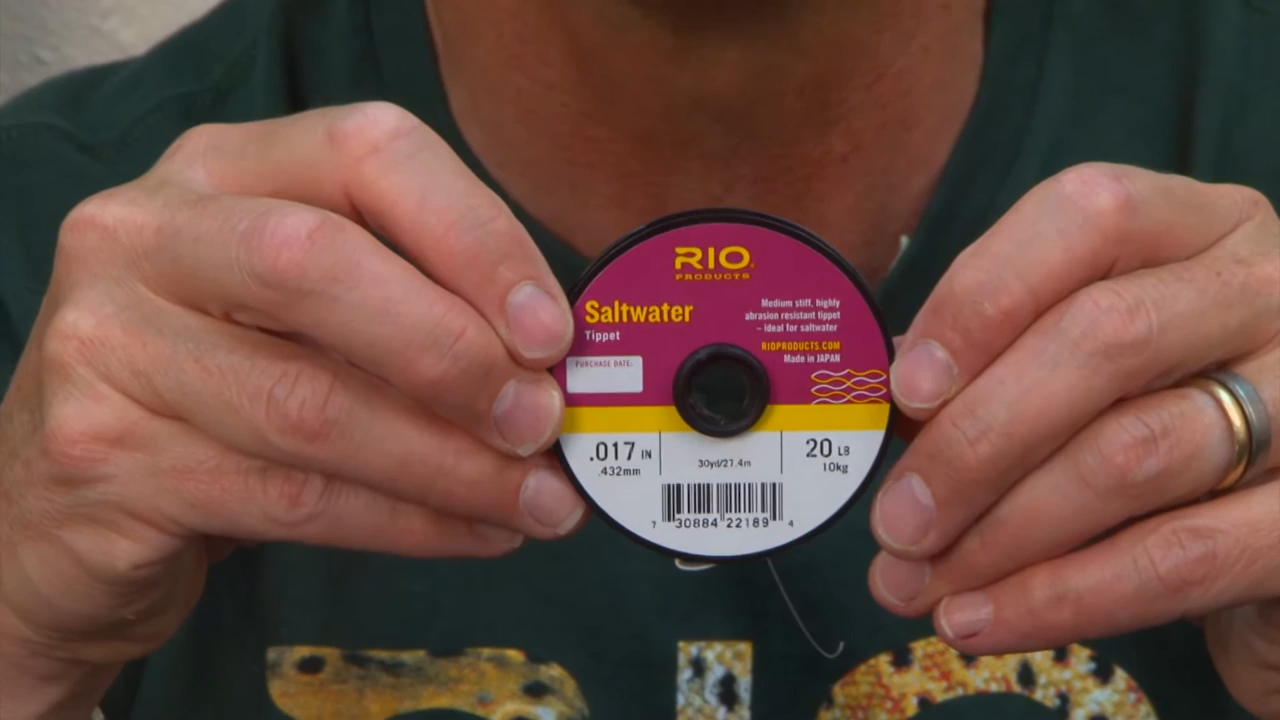 RIO
PRODUCTS
Saltwater
Tippet
Medium stiff, highly
abrasion resistant tippet
– ideal for saltwater
RIOPRODUCTS.COM
Made in JAPAN
PURCHASE DATE:
.017 IN
.432mm
30yd/27.4m
20 LB
10kg
7 30884 22189 4